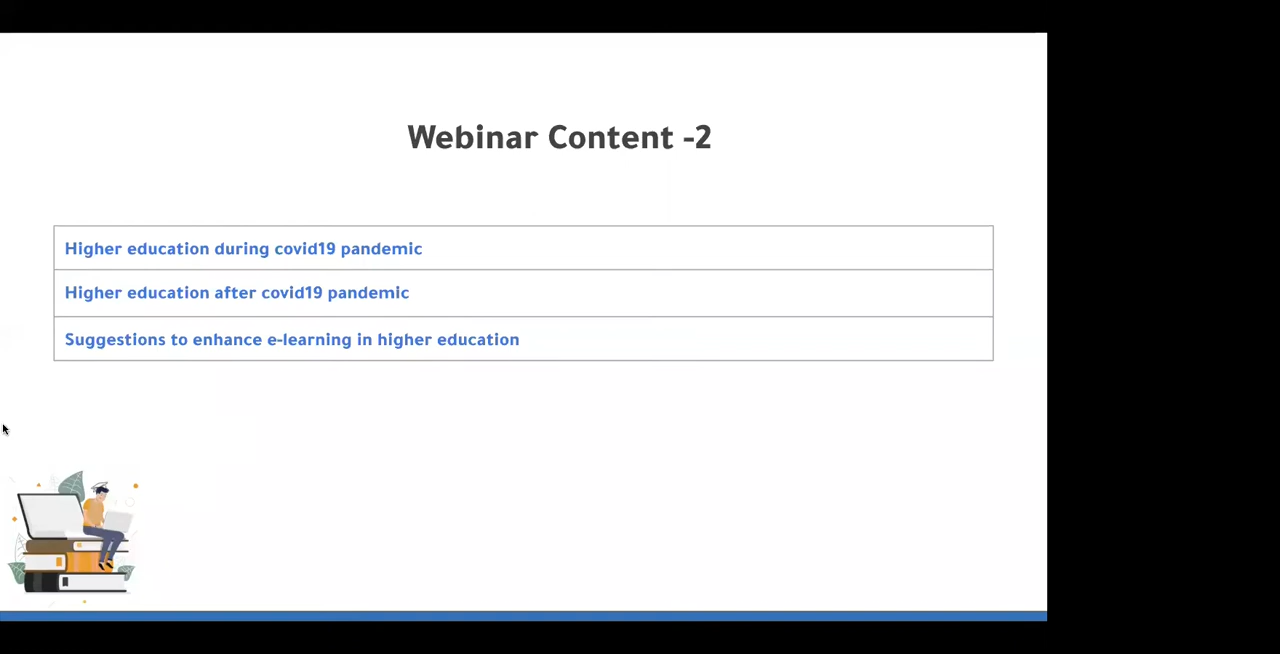 Webinar Content -2
Higher education during covid19 pandemic
Higher education after covid19 pandemic
Suggestions to enhance e-learning in higher education